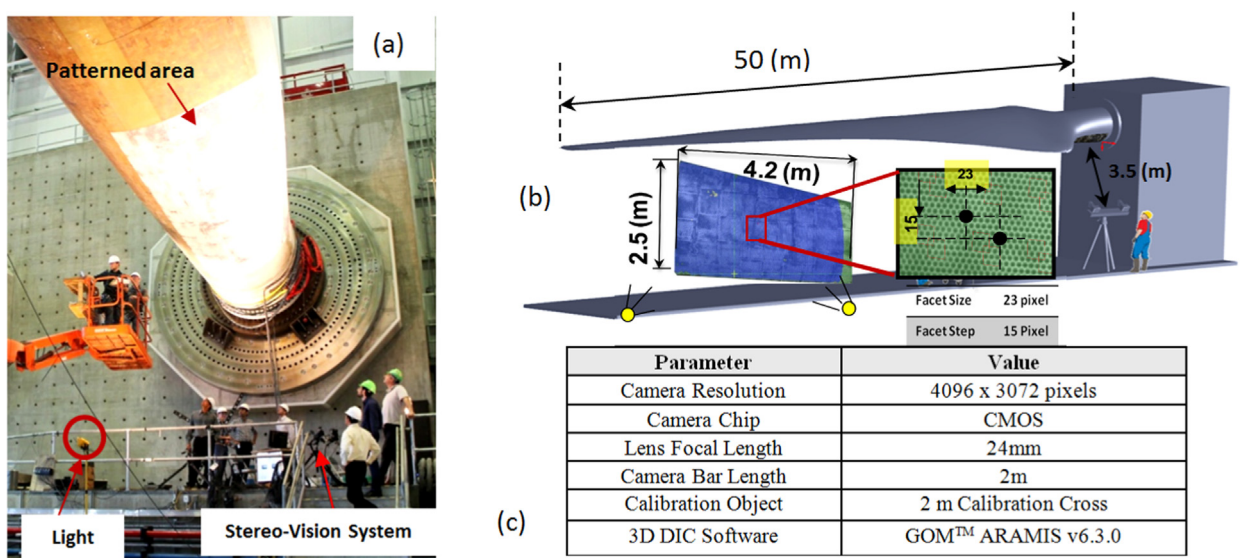 (a)
Patterned area
Light
Stereo-Vision System
50 (m)
(b)
4.2 (m)
2.5 (m)
23
15
3.5 (m)
Facet Size 23 pixel
Facet Step 15 Pixel
(c)
Parameter Value
Camera Resolution 4096 x 3072 pixels
Camera Chip CMOS
Lens Focal Length 24mm
Camera Bar Length 2m
Calibration Object 2 m Calibration Cross
3D DIC Software GOM™ ARAMIS v6.3.0